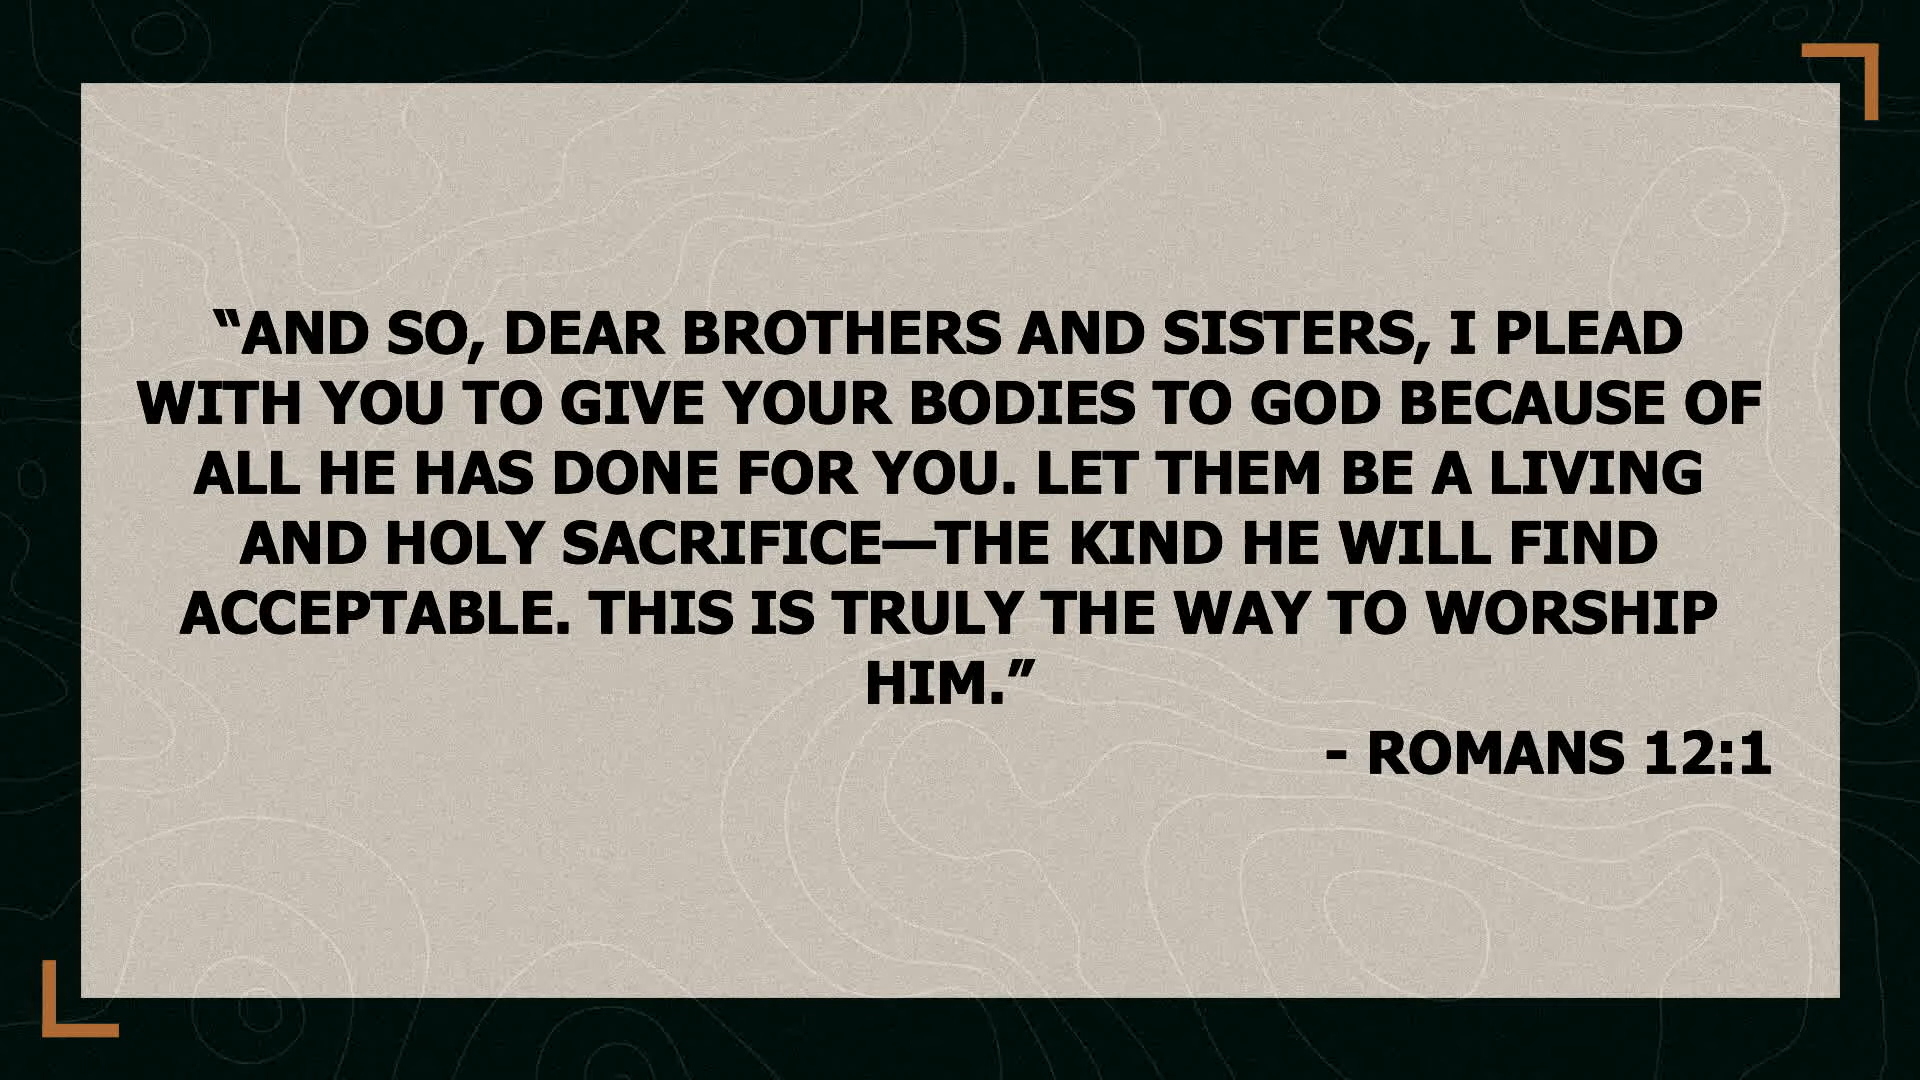 “AND SO, DEAR BROTHERS AND SISTERS, I PLEAD
WITH YOU TO GIVE YOUR BODIES TO GOD BECAUSE OF
ALL HE HAS DONE FOR YOU. LET THEM BE A LIVING
AND HOLY SACRIFICE—THE KIND HE WILL FIND
ACCEPTABLE. THIS IS TRULY THE WAY TO WORSHIP
HIM.”
- ROMANS 12:1